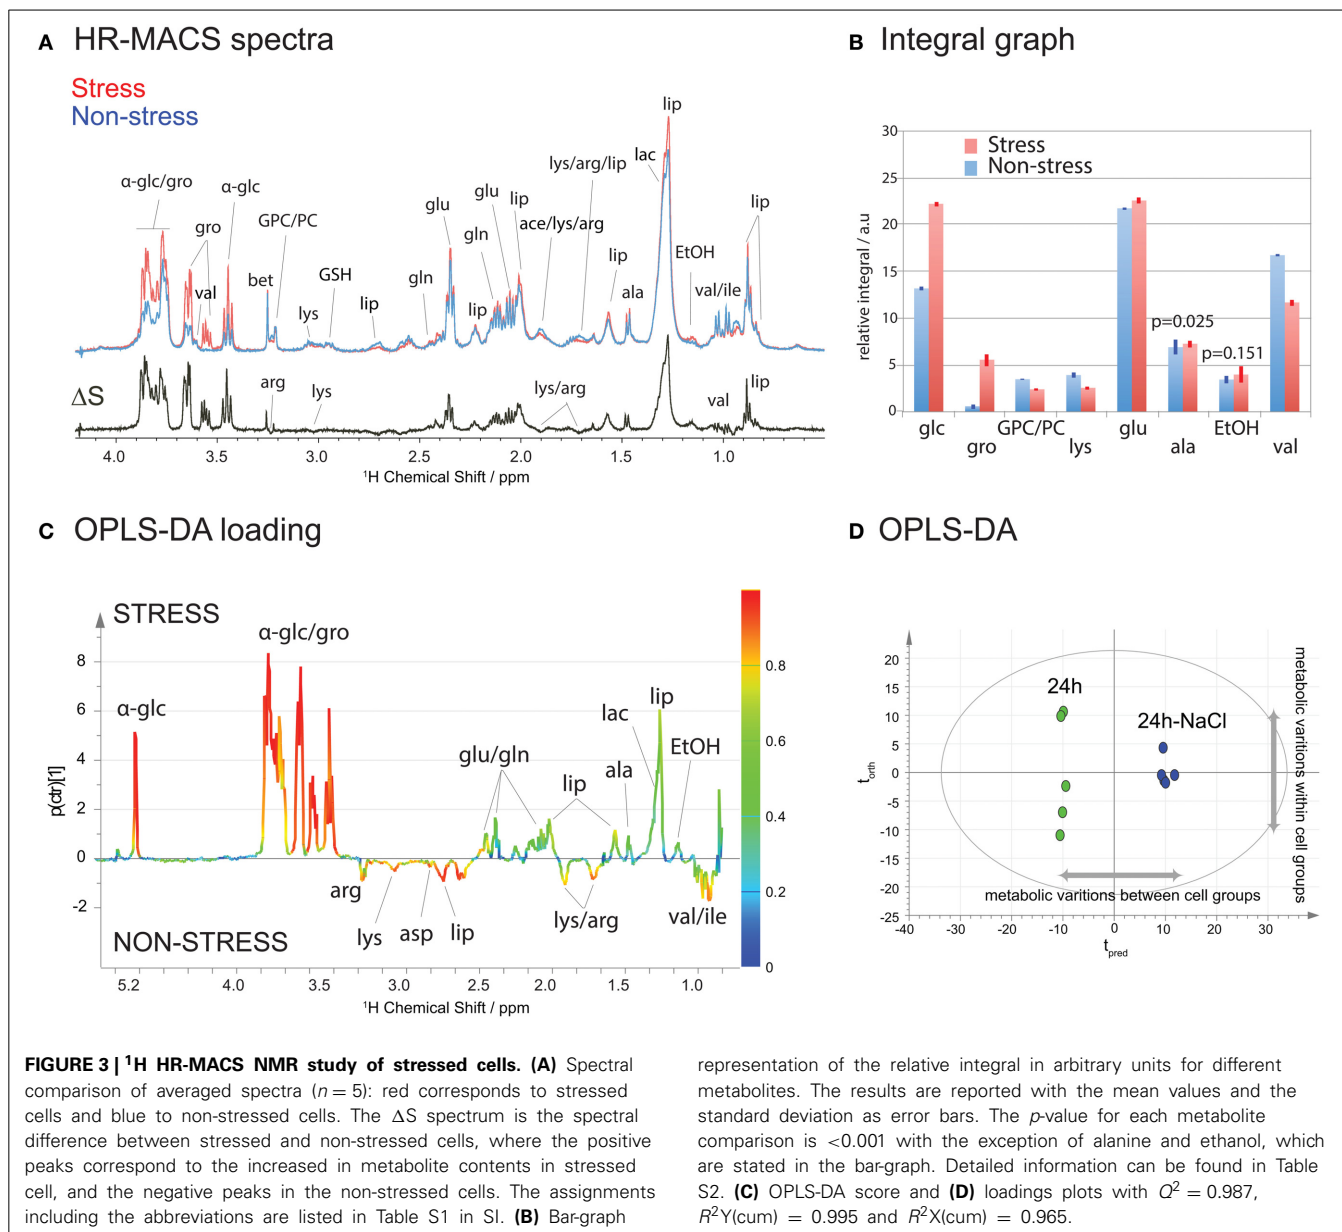 A HR-MACS spectra
Stress
Non-stress
lip
lac
lys/arg/lip
α-glc/gro
α-glc
glu
glu
lip
gro
GPC/PC
ace/lys/arg
gln
EtOH
lip
lip
val
bet
GSH
gln
ala
val/ile
lys
lip
lip
ΔS
arg
lys
lys/arg
val
lip
4.0 3.5 3.0 2.5 2.0 1.5 1.0
¹H Chemical Shift / ppm
B Integral graph
30
25
20
15
10
5
0
relative integral / a.u
Stress
Non-stress
p=0.025
p=0.151
glc GPC/PC glu EtOH
gro lys ala val
C OPLS-DA loading
STRESS
α-glc/gro
α-glc
lip
lac
EtOH
glu/gln
lip
ala
8
6
4
2
0
-2
p(ctr)[1]
arg
lys
asp
lip
lys/arg
val/ile
NON-STRESS
5.2 4.0 3.5 3.0 2.5 2.0 1.5 1.0
¹H Chemical Shift / ppm
0.8
0.6
0.4
0.2
0
D OPLS-DA
20
15
10
5
0
-5
-10
-15
-20
-25
t orth
24h
24h-NaCl
metabolic varitions within cell groups
metabolic varitions between cell groups
-40 -30 -20 -10 0 10 20 30
t pred
FIGURE 3 | ¹H HR-MACS NMR study of stressed cells. (A) Spectral
comparison of averaged spectra (n = 5): red corresponds to stressed
cells and blue to non-stressed cells. The ΔS spectrum is the spectral
difference between stressed and non-stressed cells, where the positive
peaks correspond to the increased in metabolite contents in stressed
cell, and the negative peaks in the non-stressed cells. The assignments
including the abbreviations are listed in Table S1 in SI. (B) Bar-graph
representation of the relative integral in arbitrary units for different
metabolites. The results are reported with the mean values and the
standard deviation as error bars. The p-value for each metabolite
comparison is <0.001 with the exception of alanine and ethanol, which
are stated in the bar-graph. Detailed information can be found in Table
S2. (C) OPLS-DA score and (D) loadings plots with Q² = 0.987,
R²Y(cum) = 0.995 and R²X(cum) = 0.965.